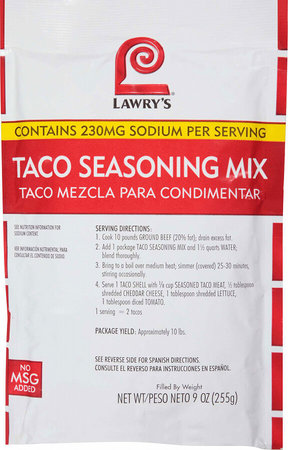 LAWRY'S
CONTAINS 230MG SODIUM PER SERVING
TACO SEASONING MIX
TACO MEZCLA PARA CONDIMENTAR
SEE NUTRITION INFORMATION FOR
SODIUM CONTENT.
VER INFORMACIÓN NUTRIMENTAL PARA
CONSULTAR EL CONTENIDO DE SODIO
SERVING DIRECTIONS:
1. Cook 10 pounds GROUND BEEF (20% fat); drain excess fat.
2. Add 1 package TACO SEASONING MIX and 1½ quarts WATER;
blend thoroughly.
3. Bring to a boil over medium heat; simmer (covered) 25-30 minutes,
stirring occasionally.
4. Serve 1 TACO SHELL with ⅛ cup SEASONED TACO MEAT, ½ tablespoon
shredded CHEDDAR CHEESE, 1 tablespoon shredded LETTUCE,
1 tablespoon diced TOMATO.
1 serving = 2 tacos
PACKAGE YIELD: Approximately 10 lbs.
NO
MSG
ADDED
SEE REVERSE SIDE FOR SPANISH DIRECTIONS.
CONSULTE EL REVERSO PARA INSTRUCCIONES EN ESPAÑOL.
Filled By Weight
NET WT/PESO NETO 9 OZ (255g)